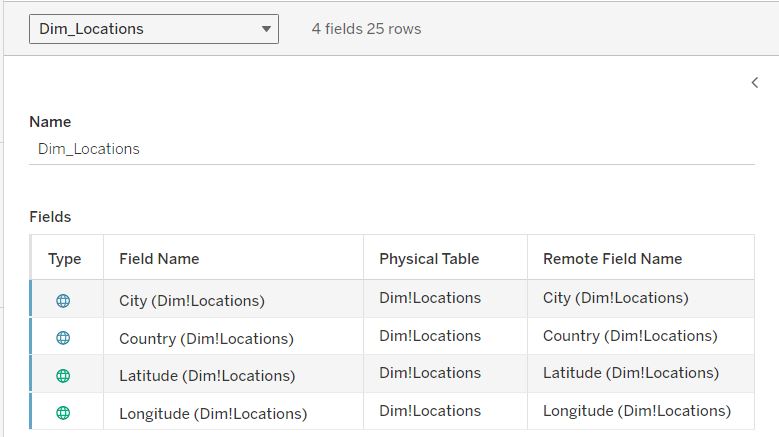 Dim_Locations 4 fields 25 rows
Name
Dim_Locations
Fields
Type Field Name Physical Table Remote Field Name
City (Dim!Locations) Dim!Locations City (Dim!Locations)
Country (Dim!Locations) Dim!Locations Country (Dim!Locations)
Latitude (Dim!Locations) Dim!Locations Latitude (Dim!Locations)
Longitude (Dim!Locations) Dim!Locations Longitude (Dim!Locations)